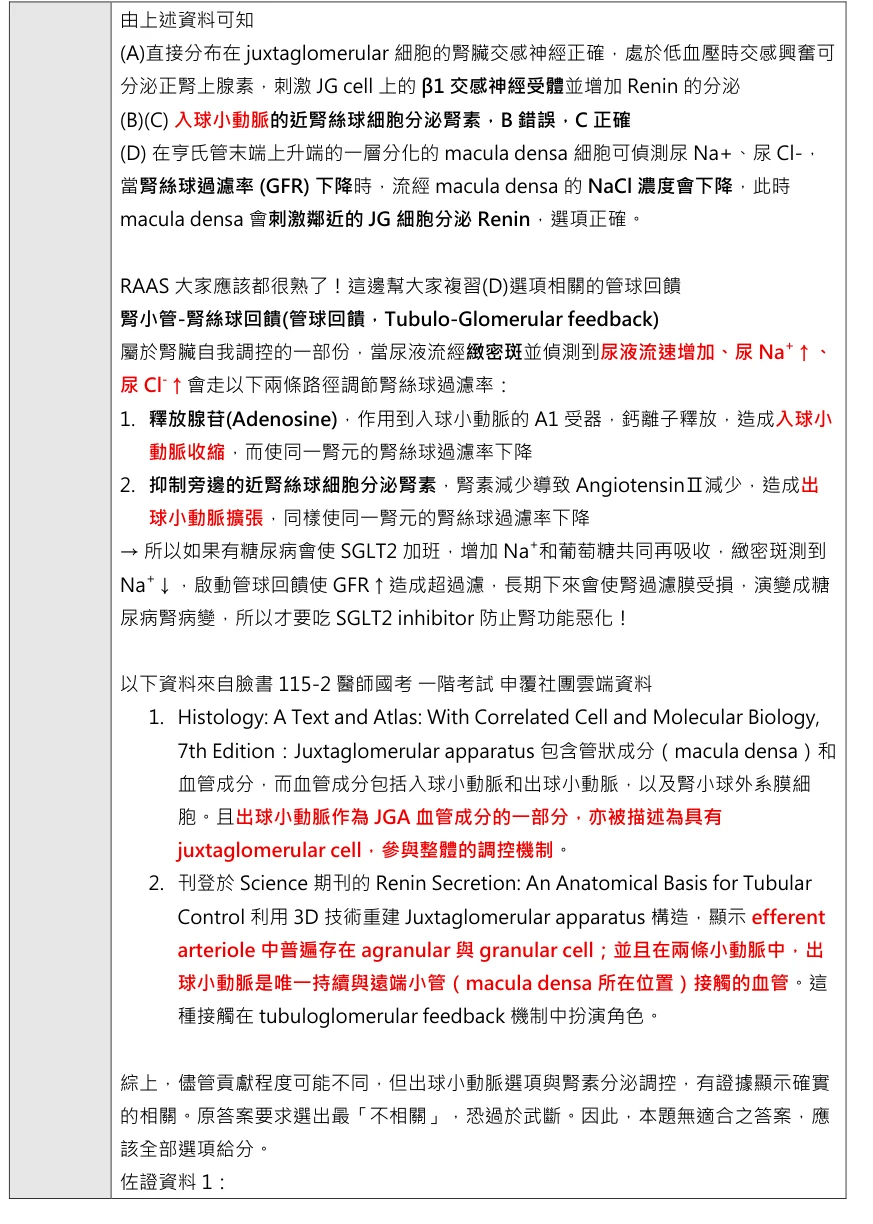 由上述資料可知
(A)直接分布在 juxtaglomerular 細胞的腎臟交感神經正確，處於低血壓時交感興奮可
分泌正腎上腺素，刺激 JG cell 上的 β1 交感神經受體並增加 Renin 的分泌
(B)(C) 入球小動脈的近腎絲球細胞分泌腎素，B 錯誤，C 正確
(D) 在亨氏管末端上升端的一層分化的 macula densa 細胞可偵測尿 Na+、尿 Cl-，
當腎絲球過濾率 (GFR) 下降時，流經 macula densa 的 NaCl 濃度會下降，此時
macula densa 會刺激鄰近的 JG 細胞分泌 Renin，選項正確。
RAAS 大家應該都很熟了！這邊幫大家複習(D)選項相關的管球回饋
腎小管-腎絲球回饋(管球回饋，Tubulo-Glomerular feedback)
屬於腎臟自我調控的一部份，當尿液流經緻密斑並偵測到尿液流速增加、尿 Na⁺↑、
尿 Cl⁻↑會走以下兩條路徑調節腎絲球過濾率：
1. 釋放腺苷(Adenosine)，作用到入球小動脈的 A1 受器，鈣離子釋放，造成入球小
動脈收縮，而使同一腎元的腎絲球過濾率下降
2. 抑制旁邊的近腎絲球細胞分泌腎素，腎素減少導致 AngiotensinⅡ減少，造成出
球小動脈擴張，同樣使同一腎元的腎絲球過濾率下降
→ 所以如果有糖尿病會使 SGLT2 加班，增加 Na⁺和葡萄糖共同再吸收，緻密斑測到
Na⁺↓，啟動管球回饋使 GFR↑造成超過濾，長期下來會使腎過濾膜受損，演變成糖
尿病腎病變，所以才要吃 SGLT2 inhibitor 防止腎功能惡化！
以下資料來自臉書 115-2 醫師國考 一階考試 申覆社團雲端資料
1. Histology: A Text and Atlas: With Correlated Cell and Molecular Biology,
7th Edition：Juxtaglomerular apparatus 包含管狀成分（macula densa）和
血管成分，而血管成分包括入球小動脈和出球小動脈，以及腎小球外系膜細
胞。且出球小動脈作為 JGA 血管成分的一部分，亦被描述為具有
juxtaglomerular cell，參與整體的調控機制。
2. 刊登於 Science 期刊的 Renin Secretion: An Anatomical Basis for Tubular
Control 利用 3D 技術重建 Juxtaglomerular apparatus 構造，顯示 efferent
arteriole 中普遍存在 agranular 與 granular cell；並且在兩條小動脈中，出
球小動脈是唯一持續與遠端小管（macula densa 所在位置）接觸的血管。這
種接觸在 tubuloglomerular feedback 機制中扮演角色。
綜上，儘管貢獻程度可能不同，但出球小動脈選項與腎素分泌調控，有證據顯示確實
的相關。原答案要求選出最「不相關」，恐過於武斷。因此，本題無適合之答案，應
該全部選項給分。
佐證資料 1：